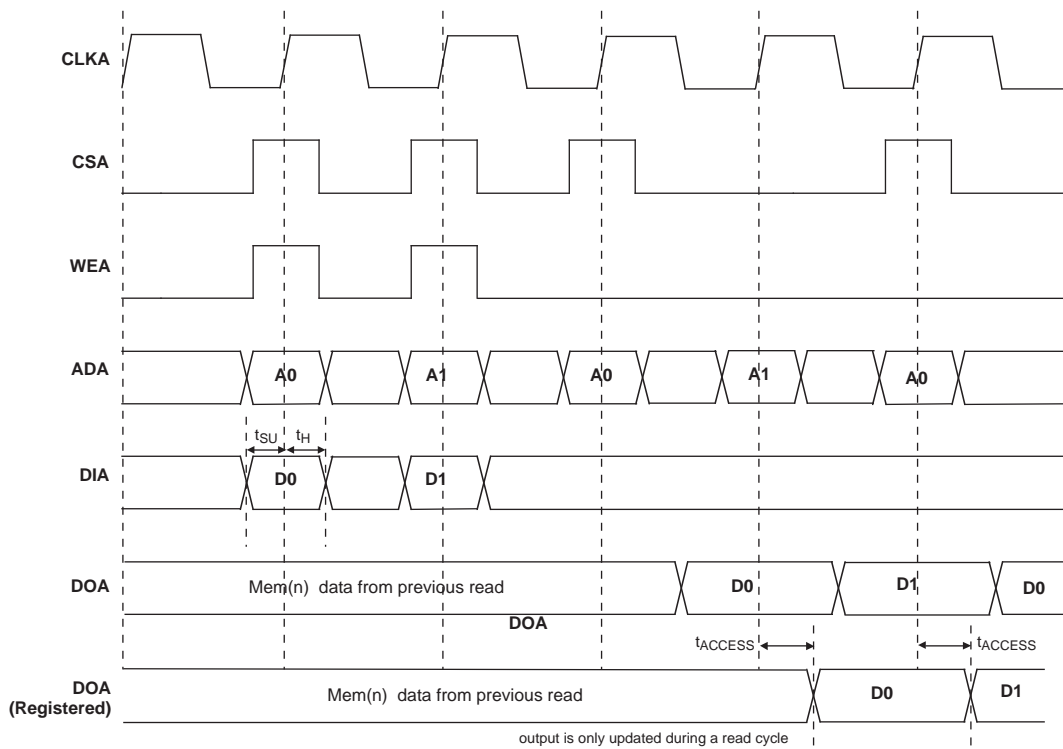 CLKA
CSA
WEA
ADA A0 A1 A0 A1 A0
tSU tH
DIA D0 D1
DOA Mem(n) data from previous read D0 D1 D0
DOA
tACCESS tACCESS
DOA
(Registered) Mem(n) data from previous read D0 D1
output is only updated during a read cycle